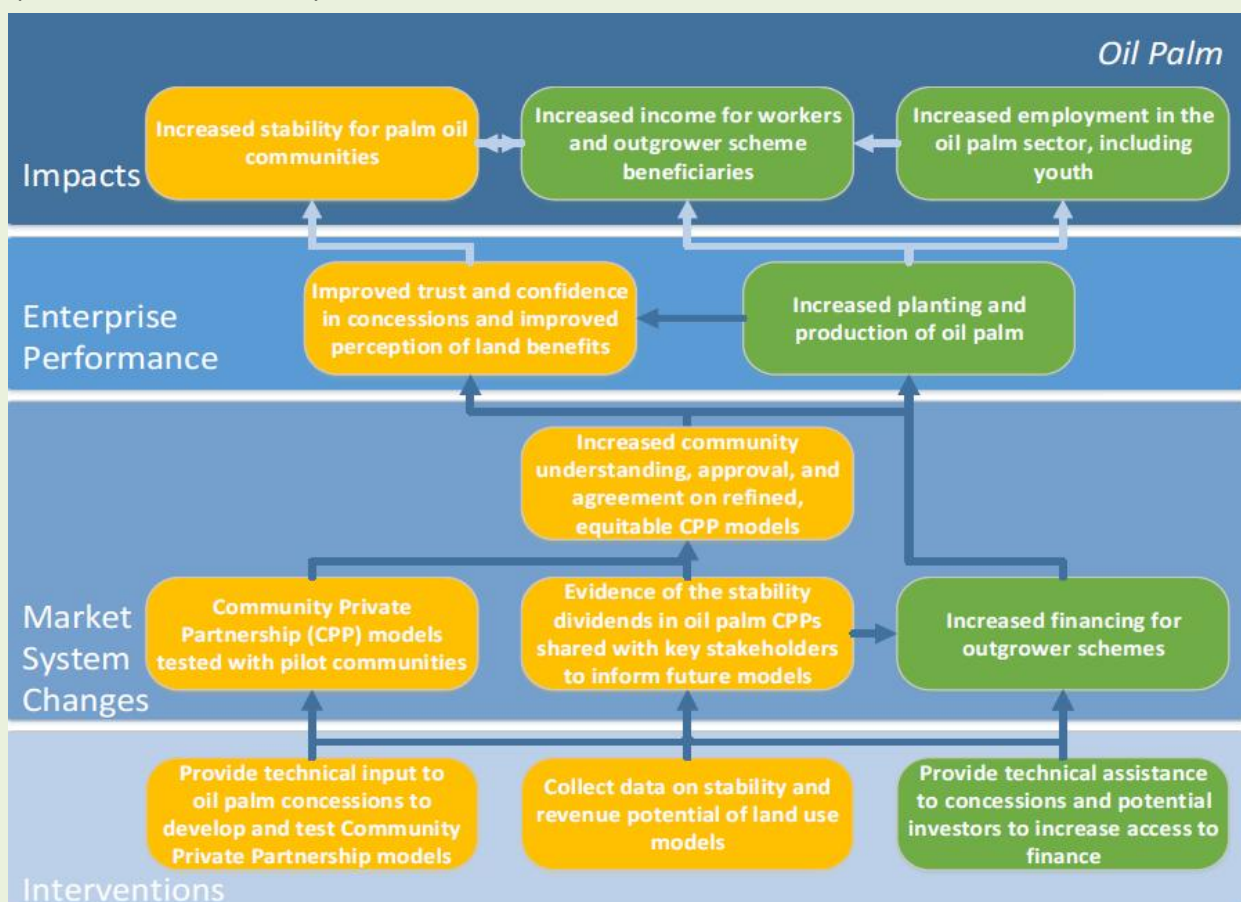 Oil Palm
Increased stability for palm oil
communities
Increased income for workers
and outgrower scheme
beneficiaries
Increased employment in the
oil palm sector, including
youth
Impacts
Improved trust and confidence
in concessions and improved
perception of land benefits
Increased planting and
production of oil palm
Enterprise
Performance
Increased community
understanding, approval, and
agreement on refined,
equitable CPP models
Community Private
Partnership (CPP) models
tested with pilot communities
Evidence of the stability
dividends in oil palm CPPs
shared with key stakeholders
to inform future models
Increased financing for
outgrower schemes
Market
System
Changes
Provide technical input to
oil palm concessions to
develop and test Community
Private Partnership models
Collect data on stability and
revenue potential of land use
models
Provide technical assistance
to concessions and potential
investors to increase access to
finance
Interventions